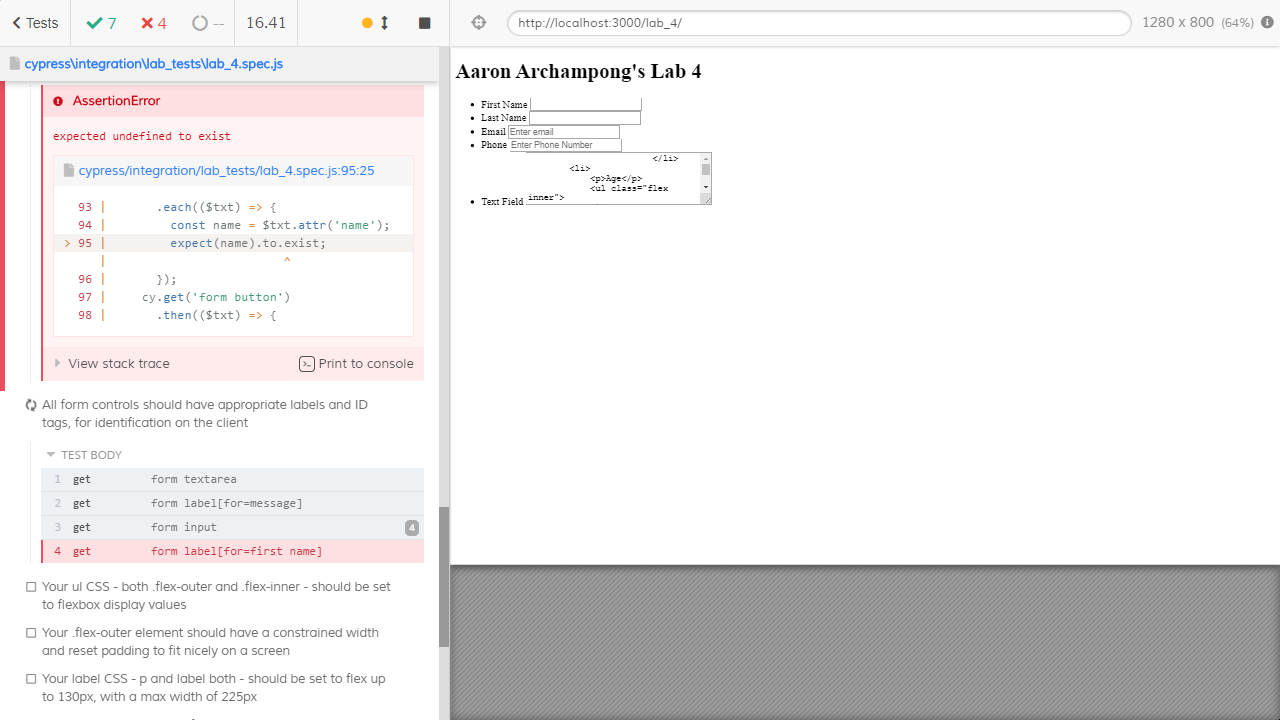 Tests
7
4
--
16.41
http://localhost:3000/lab_4/
1280 x 800 (64%)
cypress\integration\lab_tests\lab_4.spec.js
AssertionError
expected undefined to exist
cypress/integration/lab_tests/lab_4.spec.js:95:25
93 |       .each(($txt) => {
94 |         const name = $txt.attr('name');
> 95 |         expect(name).to.exist;
|                         ^
96 |       });
97 |     cy.get('form button')
98 |       .then(($txt) => {
View stack trace
Print to console
All form controls should have appropriate labels and ID
tags, for identification on the client
TEST BODY
1 get form textarea
2 get form label[for=message]
3 get form input 4
4 get form label[for=first name]
Your ul CSS - both .flex-outer and .flex-inner - should be set
to flexbox display values
Your .flex-outer element should have a constrained width
and reset padding to fit nicely on a screen
Your label CSS - p and label both - should be set to flex up
to 130px, with a max width of 225px
Aaron Archampong's Lab 4
First Name
Last Name
Email Enter email
Phone Enter Phone Number
</li>
<li>
<p>Age</p>
<ul class="flex
inner">
Text Field